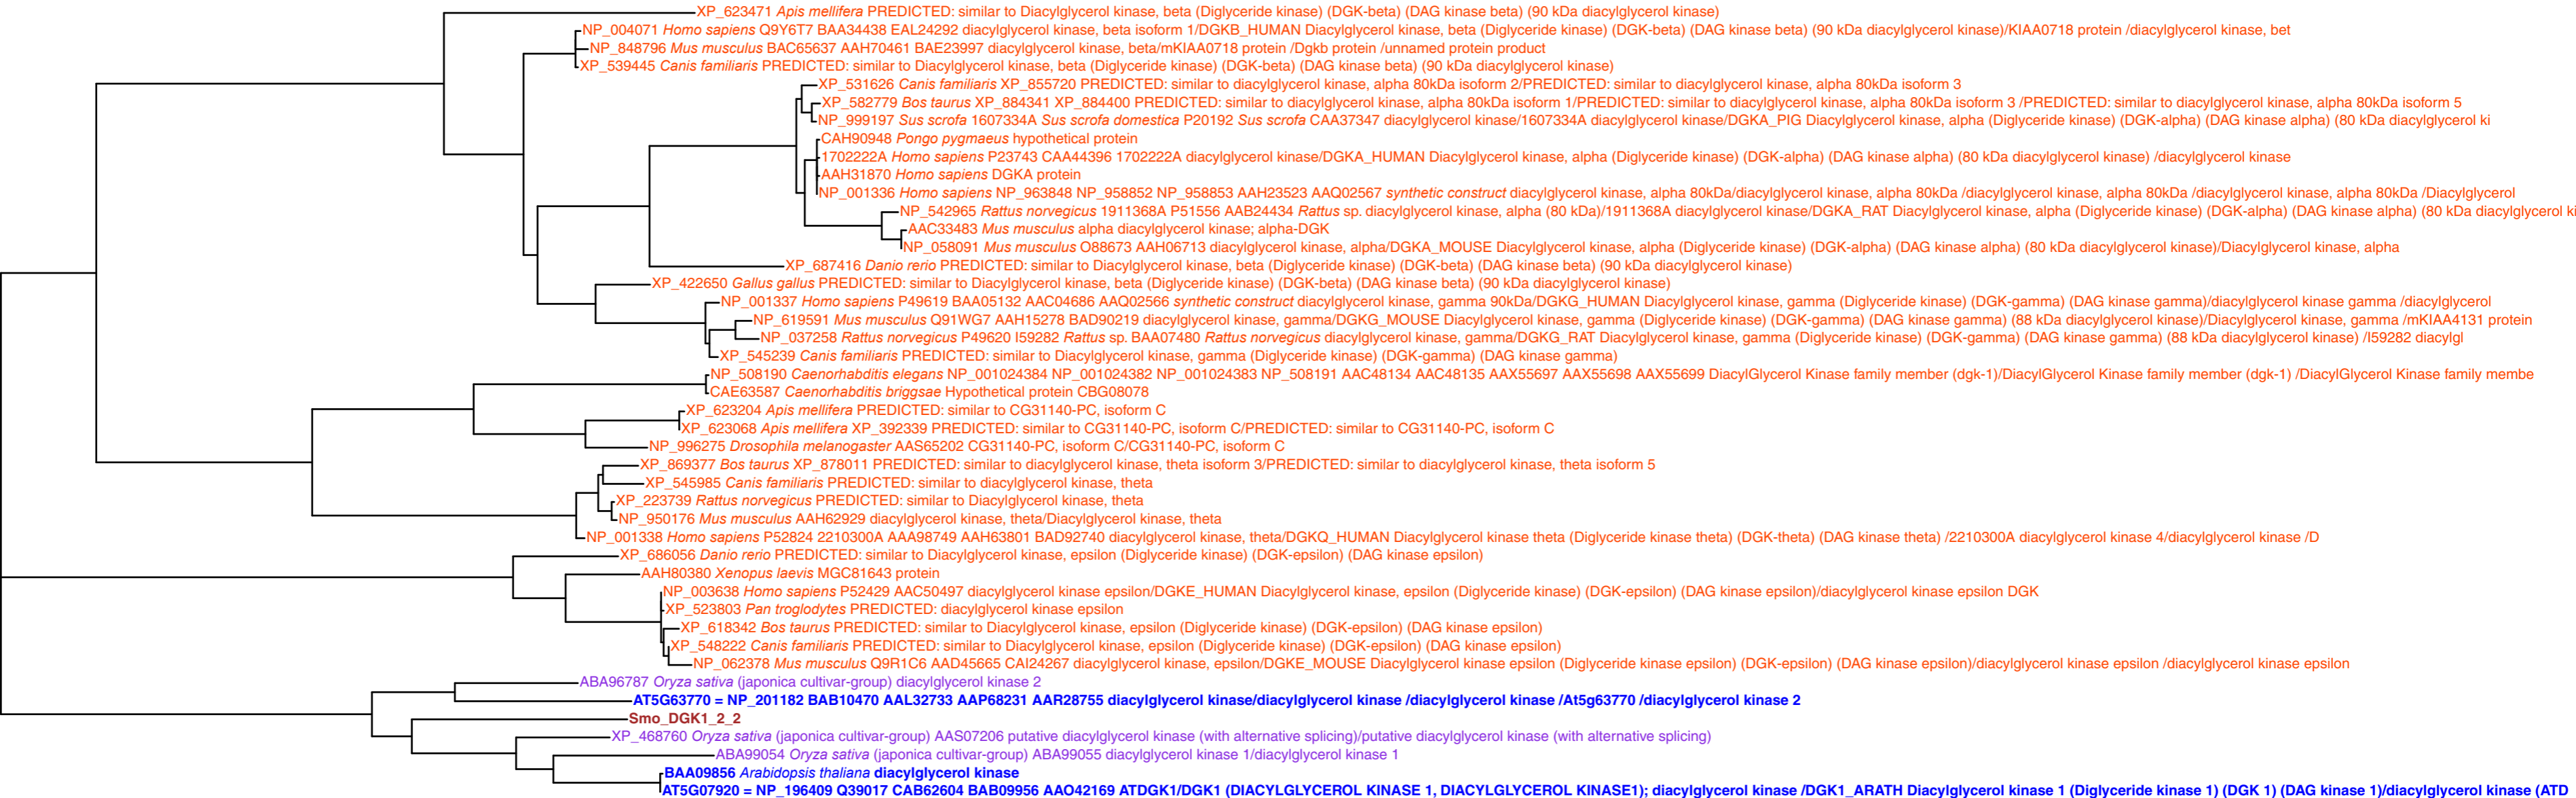 XP_623471 Apis mellifera PREDICTED: similar to Diacylglycerol kinase, beta (Diglyceride kinase) (DGK-beta) (DAG kinase beta) (90 kDa diacylglycerol kinase)
NP_004071 Homo sapiens Q9Y6T7 BAA34438 EAL24292 diacylglycerol kinase, beta isoform 1/DGKB_HUMAN Diacylglycerol kinase, beta (Diglyceride kinase) (DGK-beta) (DAG kinase beta) (90 kDa diacylglycerol kinase)/KIAA0718 protein /diacylglycerol kinase, bet
NP_848796 Mus musculus BAC65637 AAH70461 BAE23997 diacylglycerol kinase, beta/mKIAA0718 protein /Dgkb protein /unnamed protein product
XP_539445 Canis familiaris PREDICTED: similar to Diacylglycerol kinase, beta (Diglyceride kinase) (DGK-beta) (DAG kinase beta) (90 kDa diacylglycerol kinase)
XP_531626 Canis familiaris XP_855720 PREDICTED: similar to diacylglycerol kinase, alpha 80kDa isoform 2/PREDICTED: similar to diacylglycerol kinase, alpha 80kDa isoform 3
XP_582779 Bos taurus XP_884341 XP_884400 PREDICTED: similar to diacylglycerol kinase, alpha 80kDa isoform 1/PREDICTED: similar to diacylglycerol kinase, alpha 80kDa isoform 3 /PREDICTED: similar to diacylglycerol kinase, alpha 80kDa isoform 5
NP_999197 Sus scrofa 1607334A Sus scrofa domestica P20192 Sus scrofa CAA37347 diacylglycerol kinase/1607334A diacylglycerol kinase/DGKA_PIG Diacylglycerol kinase, alpha (Diglyceride kinase) (DGK-alpha) (DAG kinase alpha) (80 kDa diacylglycerol ki
CAH90948 Pongo pygmaeus hypothetical protein
1702222A Homo sapiens P23743 CAA44396 1702222A diacylglycerol kinase/DGKA_HUMAN Diacylglycerol kinase, alpha (Diglyceride kinase) (DGK-alpha) (DAG kinase alpha) (80 kDa diacylglycerol kinase) /diacylglycerol kinase
AAH31870 Homo sapiens DGKA protein
NP_001336 Homo sapiens NP_963848 NP_958852 NP_958853 AAH23523 AAQ02567 synthetic construct diacylglycerol kinase, alpha 80kDa/diacylglycerol kinase, alpha 80kDa /diacylglycerol kinase, alpha 80kDa /diacylglycerol kinase, alpha 80kDa /Diacylglycerol
NP_542965 Rattus norvegicus 1911368A P51556 AAB24434 Rattus sp. diacylglycerol kinase, alpha (80 kDa)/1911368A diacylglycerol kinase/DGKA_RAT Diacylglycerol kinase, alpha (Diglyceride kinase) (DGK-alpha) (DAG kinase alpha) (80 kDa diacylglycerol ki
AAC33483 Mus musculus alpha diacylglycerol kinase; alpha-DGK
NP_058091 Mus musculus O88673 AAH06713 diacylglycerol kinase, alpha/DGKA_MOUSE Diacylglycerol kinase, alpha (Diglyceride kinase) (DGK-alpha) (DAG kinase alpha) (80 kDa diacylglycerol kinase)/Diacylglycerol kinase, alpha
XP_687416 Danio rerio PREDICTED: similar to Diacylglycerol kinase, beta (Diglyceride kinase) (DGK-beta) (DAG kinase beta) (90 kDa diacylglycerol kinase)
XP_422650 Gallus gallus PREDICTED: similar to Diacylglycerol kinase, beta (Diglyceride kinase) (DGK-beta) (DAG kinase beta) (90 kDa diacylglycerol kinase)
NP_001337 Homo sapiens P49619 BAA05132 AAC04686 AAQ02566 synthetic construct diacylglycerol kinase, gamma 90kDa/DGKG_HUMAN Diacylglycerol kinase, gamma (Diglyceride kinase) (DGK-gamma) (DAG kinase gamma)/diacylglycerol kinase gamma /diacylglycerol
NP_619591 Mus musculus Q91WG7 AAH15278 BAD90219 diacylglycerol kinase, gamma/DGKG_MOUSE Diacylglycerol kinase, gamma (Diglyceride kinase) (DGK-gamma) (DAG kinase gamma) (88 kDa diacylglycerol kinase)/Diacylglycerol kinase, gamma /mKIAA4131 protein
NP_037258 Rattus norvegicus P49620 I59282 Rattus sp. BAA07480 Rattus norvegicus diacylglycerol kinase, gamma/DGKG_RAT Diacylglycerol kinase, gamma (Diglyceride kinase) (DGK-gamma) (DAG kinase gamma) (88 kDa diacylglycerol kinase) /I59282 diacylgl
XP_545239 Canis familiaris PREDICTED: similar to Diacylglycerol kinase, gamma (Diglyceride kinase) (DGK-gamma) (DAG kinase gamma)
NP_508190 Caenorhabditis elegans NP_001024384 NP_001024382 NP_001024383 NP_508191 AAC48134 AAC48135 AAX55697 AAX55698 AAX55699 DiacylGlycerol Kinase family member (dgk-1)/DiacylGlycerol Kinase family member (dgk-1) /DiacylGlycerol Kinase family membe
CAE63587 Caenorhabditis briggsae Hypothetical protein CBG08078
XP_623204 Apis mellifera PREDICTED: similar to CG31140-PC, isoform C
XP_623068 Apis mellifera XP_392339 PREDICTED: similar to CG31140-PC, isoform C/PREDICTED: similar to CG31140-PC, isoform C
NP_996275 Drosophila melanogaster AAS65202 CG31140-PC, isoform C/CG31140-PC, isoform C
XP_869377 Bos taurus XP_878011 PREDICTED: similar to diacylglycerol kinase, theta isoform 3/PREDICTED: similar to diacylglycerol kinase, theta isoform 5
XP_545985 Canis familiaris PREDICTED: similar to diacylglycerol kinase, theta
XP_223739 Rattus norvegicus PREDICTED: similar to Diacylglycerol kinase, theta
NP_950176 Mus musculus AAH62929 diacylglycerol kinase, theta/Diacylglycerol kinase, theta
NP_001338 Homo sapiens P52824 2210300A AAA98749 AAH63801 BAD92740 diacylglycerol kinase, theta/DGKQ_HUMAN Diacylglycerol kinase theta (Diglyceride kinase theta) (DGK-theta) (DAG kinase theta) /2210300A diacylglycerol kinase 4/diacylglycerol kinase /D
XP_686056 Danio rerio PREDICTED: similar to Diacylglycerol kinase, epsilon (Diglyceride kinase) (DGK-epsilon) (DAG kinase epsilon)
AAH80380 Xenopus laevis MGC81643 protein
NP_003638 Homo sapiens P52429 AAC50497 diacylglycerol kinase epsilon/DGKE_HUMAN Diacylglycerol kinase, epsilon (Diglyceride kinase) (DGK-epsilon) (DAG kinase epsilon)/diacylglycerol kinase epsilon DGK
XP_523803 Pan troglodytes PREDICTED: diacylglycerol kinase epsilon
XP_618342 Bos taurus PREDICTED: similar to Diacylglycerol kinase, epsilon (Diglyceride kinase) (DGK-epsilon) (DAG kinase epsilon)
XP_548222 Canis familiaris PREDICTED: similar to Diacylglycerol kinase, epsilon (Diglyceride kinase) (DGK-epsilon) (DAG kinase epsilon)
NP_062378 Mus musculus Q9R1C6 AAD45665 CAI24267 diacylglycerol kinase, epsilon/DGKE_MOUSE Diacylglycerol kinase epsilon (Diglyceride kinase epsilon) (DGK-epsilon) (DAG kinase epsilon)/diacylglycerol kinase epsilon /diacylglycerol kinase epsilon
ABA96787 Oryza sativa (japonica cultivar-group) diacylglycerol kinase 2
AT5G63770 = NP_201182 BAB10470 AAL32733 AAP68231 AAR28755 diacylglycerol kinase/diacylglycerol kinase /diacylglycerol kinase /At5g63770 /diacylglycerol kinase 2
Smo_DGK1_2_2
XP_468760 Oryza sativa (japonica cultivar-group) AAS07206 putative diacylglycerol kinase (with alternative splicing)/putative diacylglycerol kinase (with alternative splicing)
ABA99054 Oryza sativa (japonica cultivar-group) ABA99055 diacylglycerol kinase 1/diacylglycerol kinase 1
BAA09856 Arabidopsis thaliana diacylglycerol kinase
AT5G07920 = NP_196409 Q39017 CAB62604 BAB09956 AAO42169 ATDGK1/DGK1 (DIACYLGLYCEROL KINASE 1, DIACYLGLYCEROL KINASE1); diacylglycerol kinase /DGK1_ARATH Diacylglycerol kinase 1 (Diglyceride kinase 1) (DGK 1) (DAG kinase 1)/diacylglycerol kinase (ATD